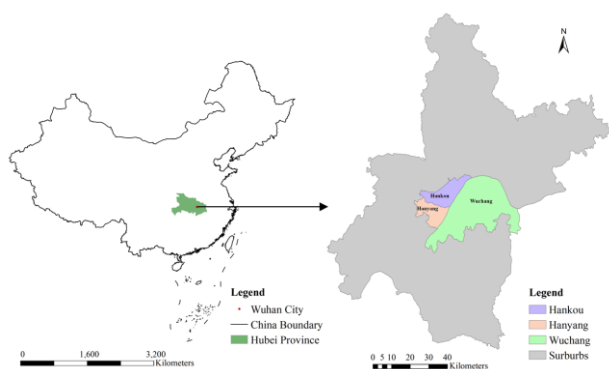 Legend
Wuhan City
China Boundary
Hubei Province
0 1,600 3,200
Kilometers
N
Hankou
Hanyang
Wuchang
Legend
Hankou
Hanyang
Wuchang
Surburbs
0 5 10 20 30 40
Kilometers